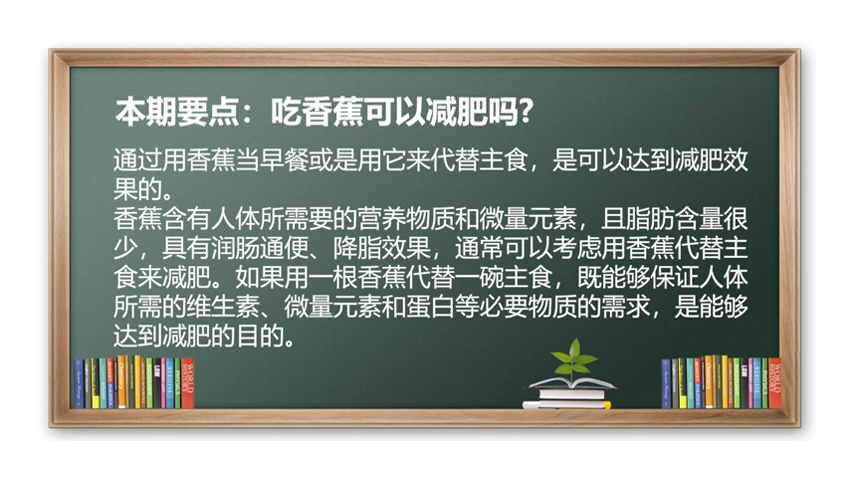 本期要点：吃香蕉可以减肥吗?
通过用香蕉当早餐或是用它来代替主食，是可以达到减肥效
果的。
香蕉含有人体所需要的营养物质和微量元素，且脂肪含量很
少，具有润肠通便、降脂效果，通常可以考虑用香蕉代替主
食来减肥。如果用一根香蕉代替一碗主食，既能够保证人体
所需的维生素、微量元素和蛋白等必要物质的需求，是能够
达到减肥的目的。
WORLD HISTORY
WORLD HISTORY